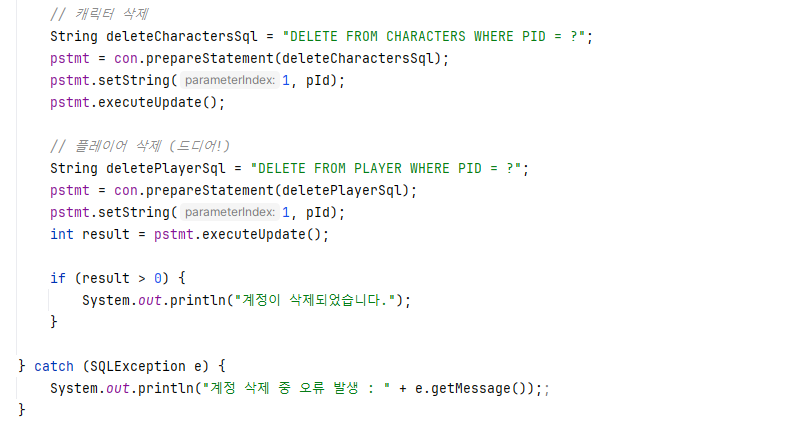 // 캐릭터 삭제
String deleteCharactersSql = "DELETE FROM CHARACTERS WHERE PID = ?";
pstmt = con.prepareStatement(deleteCharactersSql);
pstmt.setString( parameterIndex: 1, pId);
pstmt.executeUpdate();
// 플레이어 삭제 (드디어!)
String deletePlayerSql = "DELETE FROM PLAYER WHERE PID = ?";
pstmt = con.prepareStatement(deletePlayerSql);
pstmt.setString( parameterIndex: 1, pId);
int result = pstmt.executeUpdate();
if (result > 0) {
System.out.println("계정이 삭제되었습니다.");
}
} catch (SQLException e) {
System.out.println("계정 삭제 중 오류 발생 : " + e.getMessage());;
}